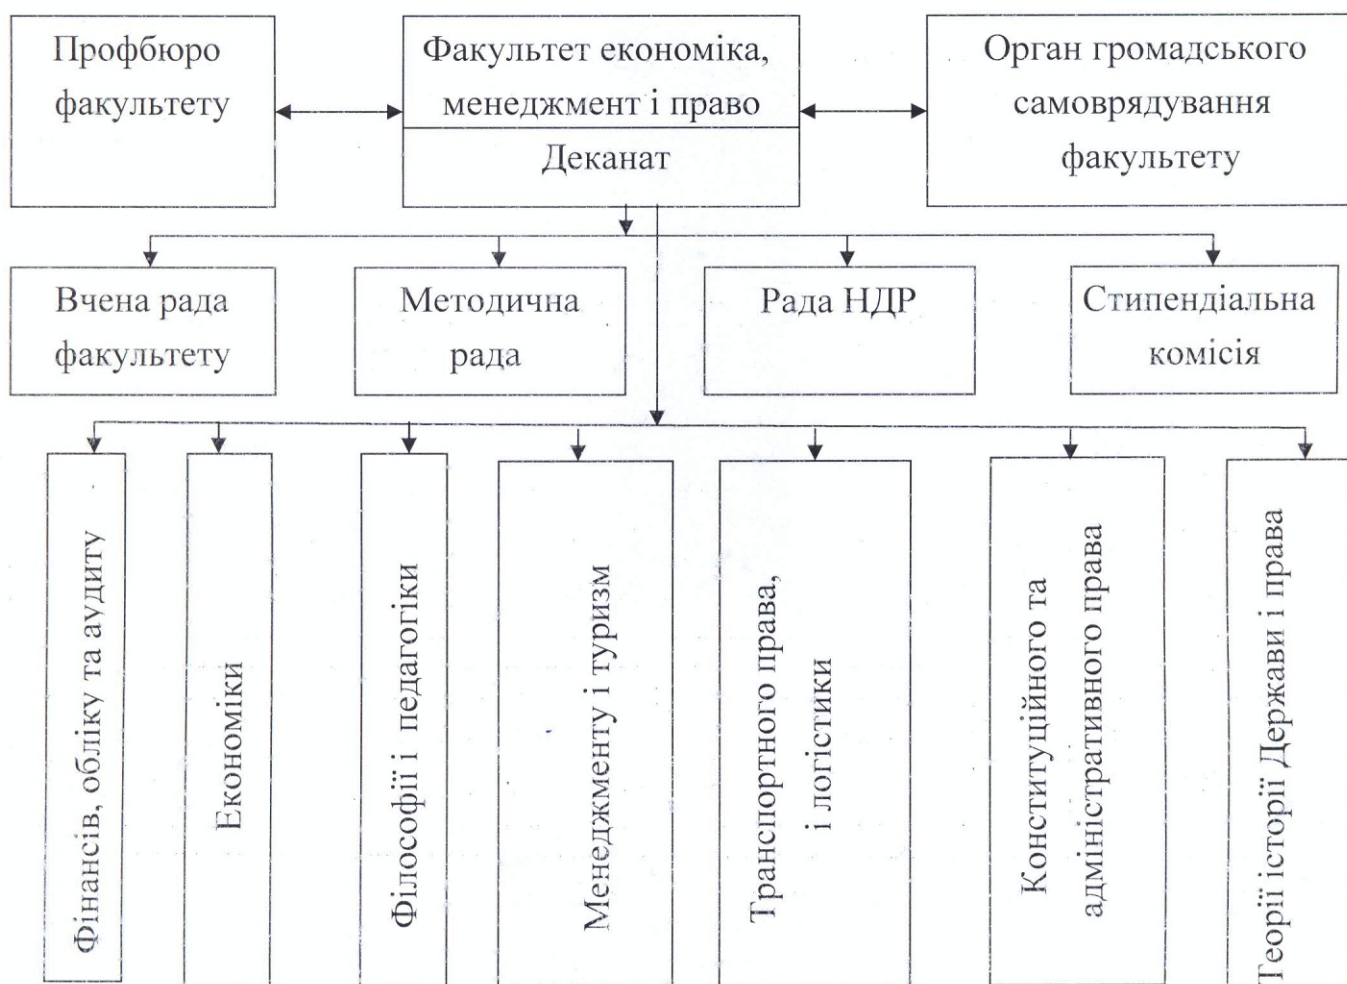 Профбюро
факультету
Факультет економіка,
менеджмент і право
Деканат
Орган громадського
самоврядування
факультету
Вчена рада
факультету
Методична
рада
Рада НДР
Стипендіальна
комісія
Фінансів, обліку та аудиту
Економіки
Філософії і педагогіки
Менеджменту і туризм
Транспортного права,
і логістики
Конституційного та
адміністративного права
Теорії історії Держави і права